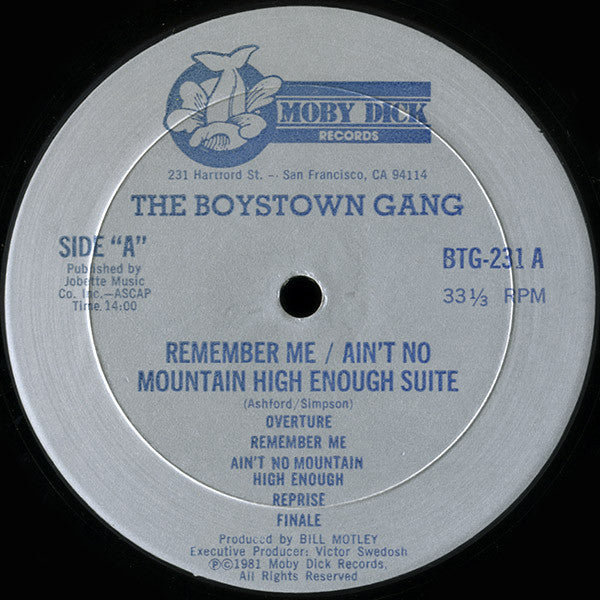 MOBY DICK
RECORDS
231 Hartford St. -- San Francisco, CA 94114
THE BOYSTOWN GANG
SIDE "A"
Published by
Jobette Music
Co. Inc.—ASCAP
Time. 14:00
BTG-231 A
33⅓ RPM
REMEMBER ME / AIN'T NO
MOUNTAIN HIGH ENOUGH SUITE
(Ashford/Simpson)
OVERTURE
REMEMBER ME
AIN'T NO MOUNTAIN
HIGH ENOUGH
REPRISE
FINALE
Produced by BILL MOTLEY
Executive Producer: Victor Swedosh
℗©1981 Moby Dick Records,
All Rights Reserved